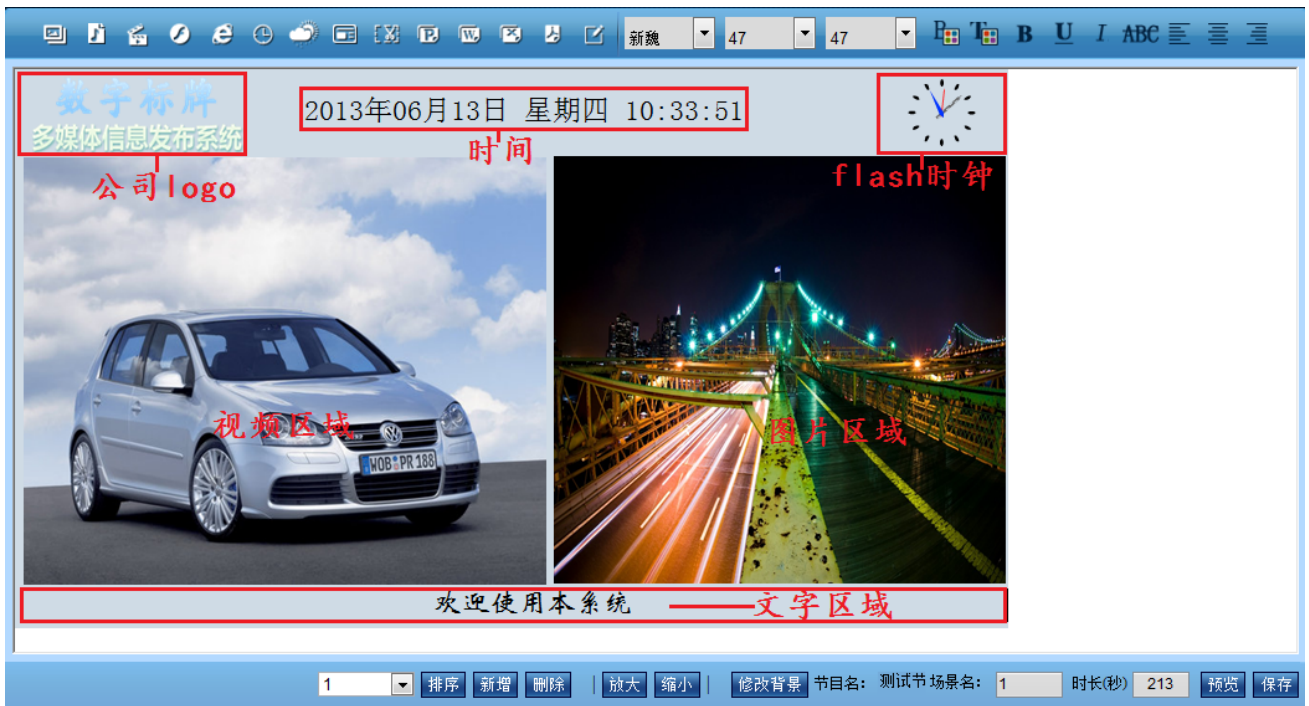 新魏 47 47 B U I ABC
数字标牌
多媒体信息发布系统
2013年06月13日 星期四 10:33:51
时间
公司logo
flash时钟
WOB PR 188
视频区域
图片区域
欢迎使用本系统
文字区域
1 排序 新增 删除 | 放大 缩小 | 修改背景 节目名: 测试节 场景名: 1 时长(秒) 213 预览 保存